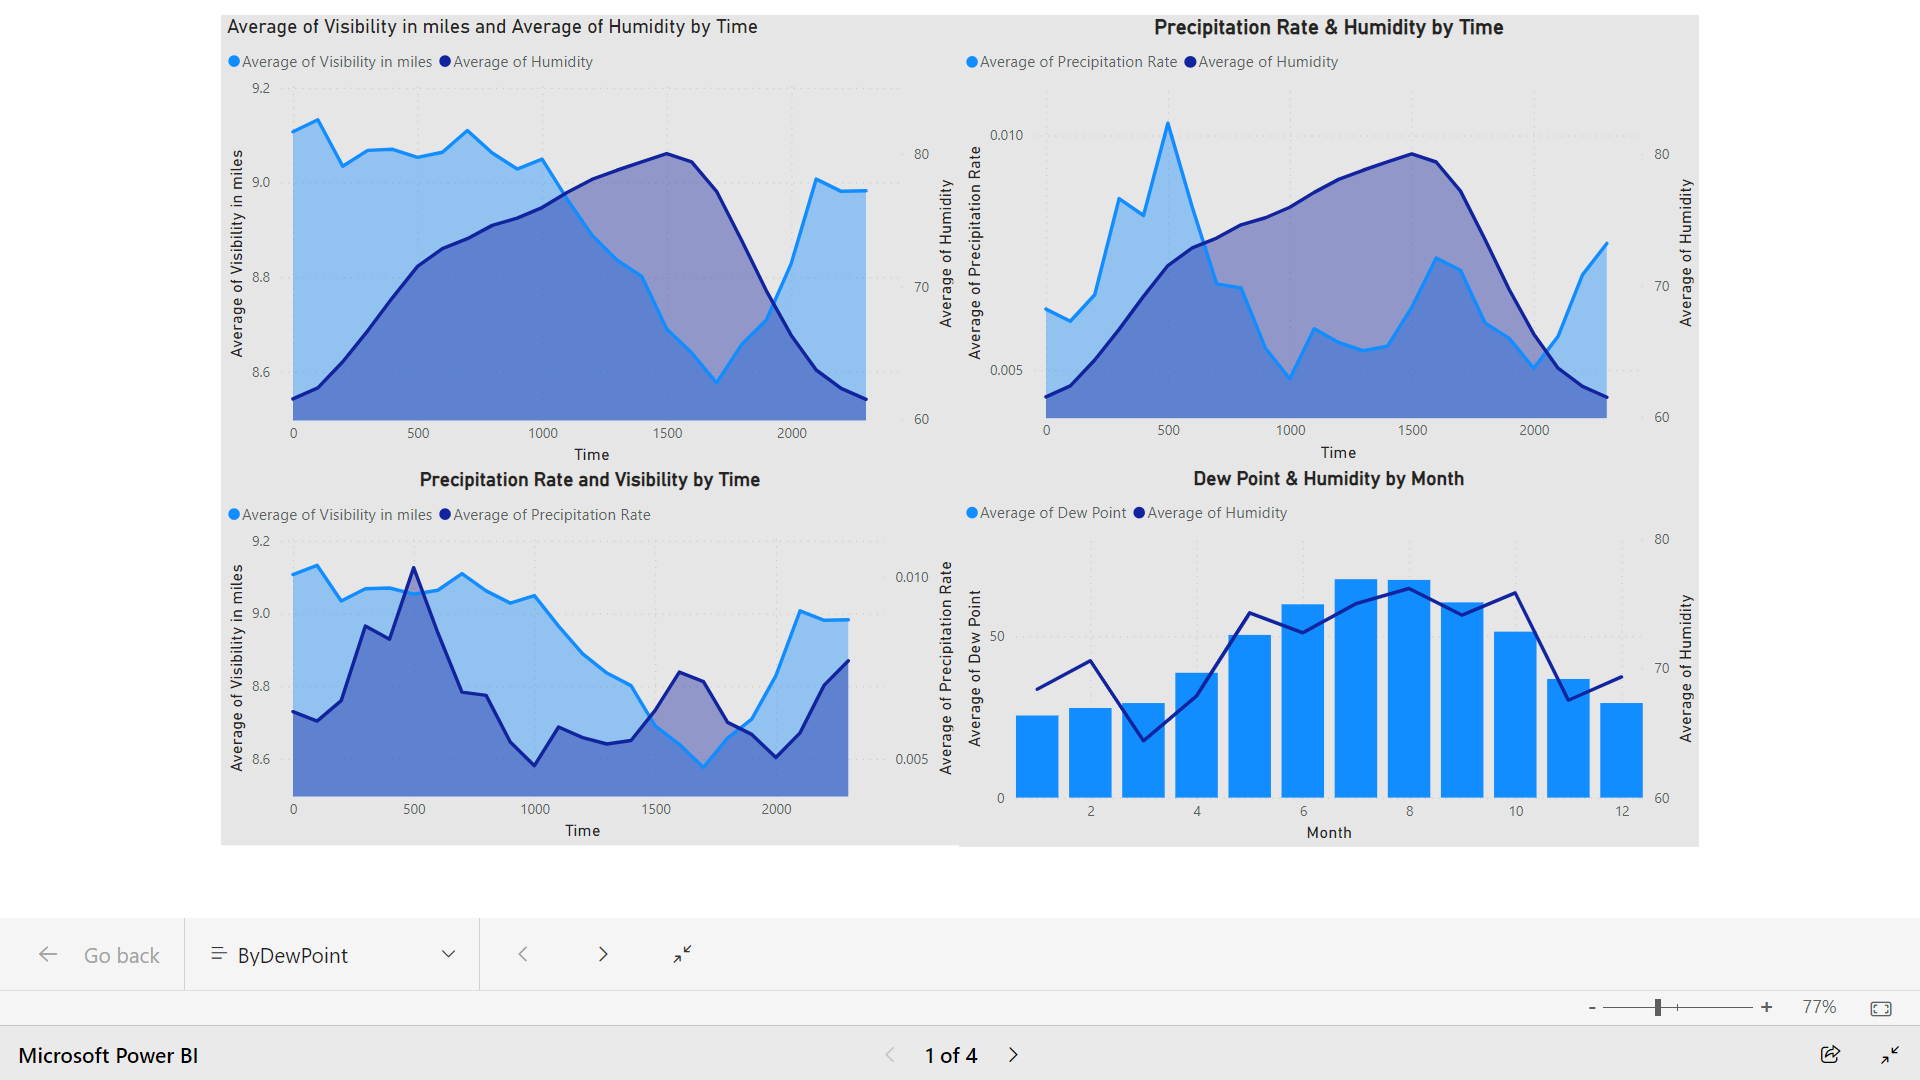 Average of Visibility in miles and Average of Humidity by Time
Average of Visibility in miles Average of Humidity
Average of Visibility in miles
9.2
9.0
8.8
8.6
80
70
60
Average of Humidity
0 500 1000 1500 2000
Time
Precipitation Rate & Humidity by Time
Average of Precipitation Rate Average of Humidity
Average of Precipitation Rate
0.010
0.005
80
70
60
Average of Humidity
0 500 1000 1500 2000
Time
Precipitation Rate and Visibility by Time
Average of Visibility in miles Average of Precipitation Rate
Average of Visibility in miles
9.2
9.0
8.8
8.6
0.010
0.005
Average of Precipitation Rate
0 500 1000 1500 2000
Time
Dew Point & Humidity by Month
Average of Dew Point Average of Humidity
Average of Dew Point
50
0
80
70
60
Average of Humidity
2 4 6 8 10 12
Month
Go back ByDewPoint
- + 77%
Microsoft Power BI 1 of 4